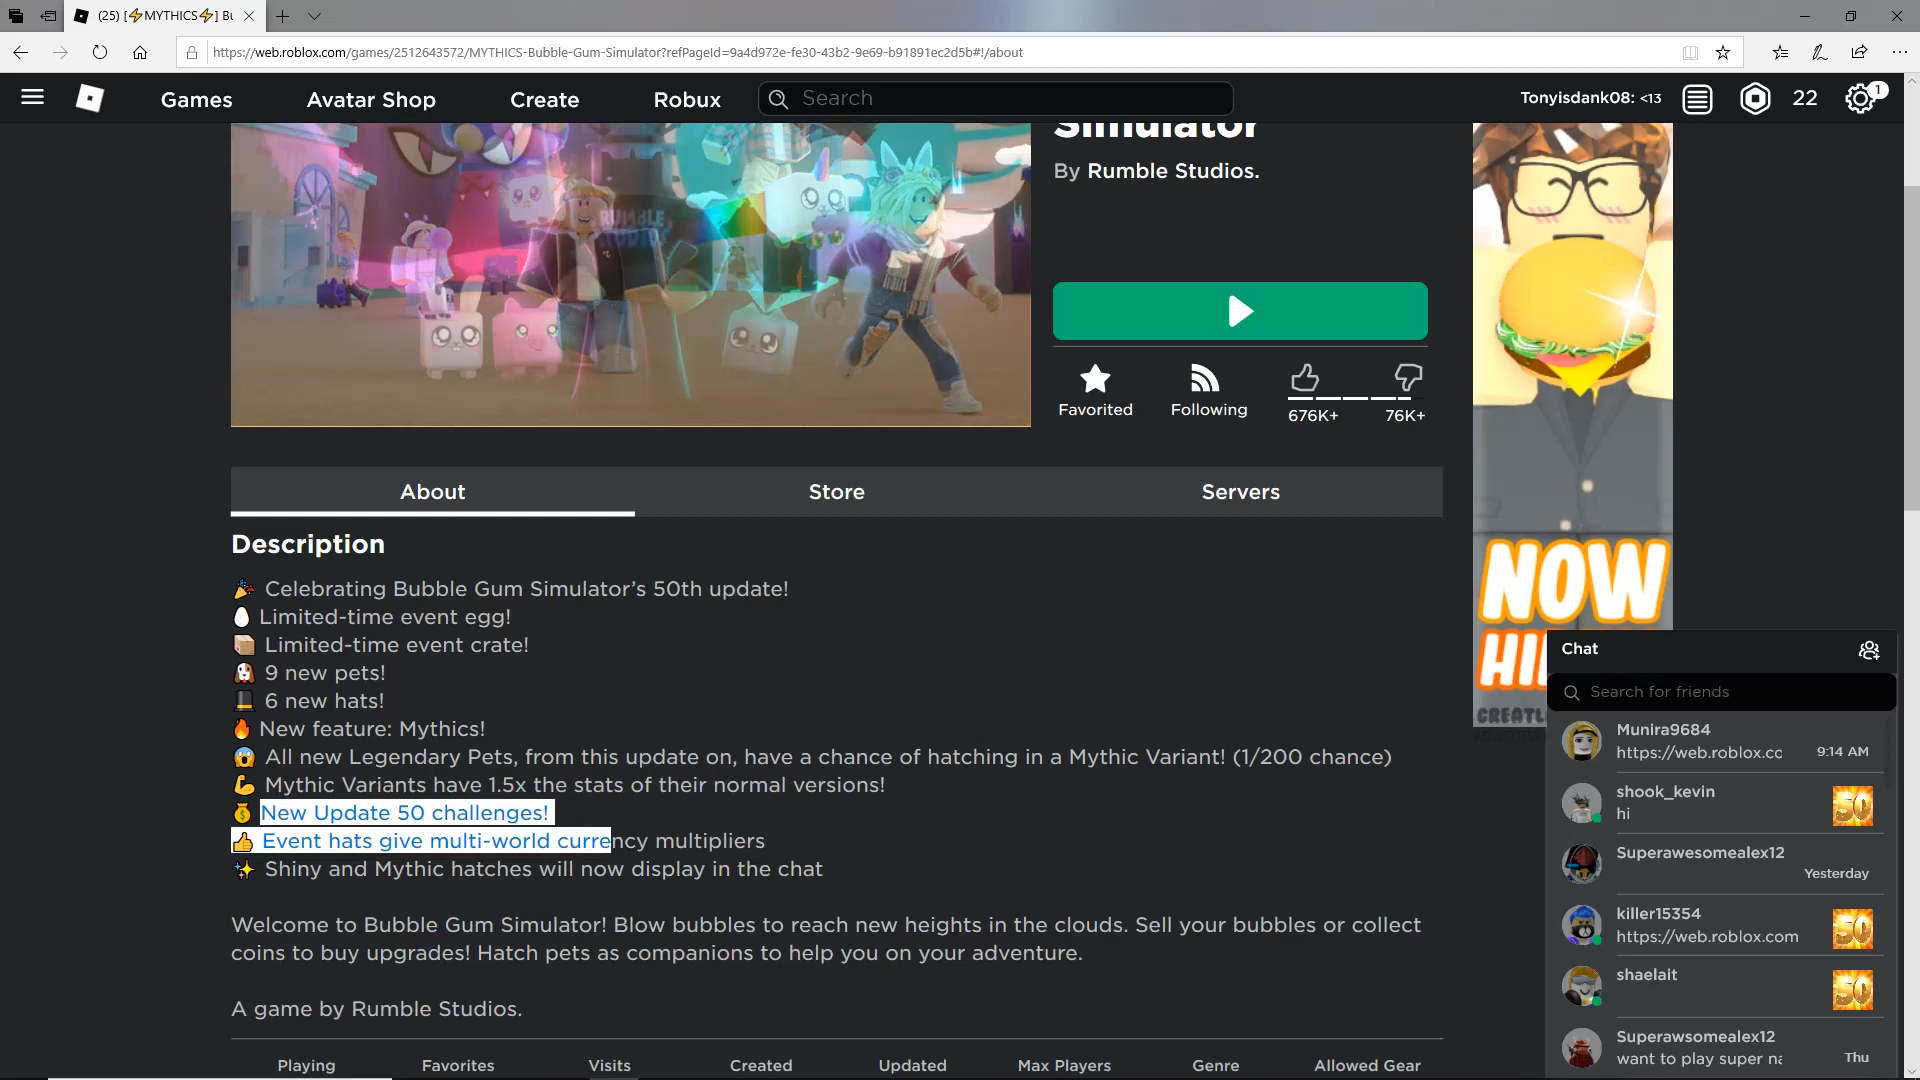 (25) [⚡MYTHICS⚡] Bu
https://web.roblox.com/games/2512643572/MYTHICS-Bubble-Gum-Simulator?refPageId=9a4d972e-fe30-43b2-9e69-b91891ec2d5b#!/about
Games
Avatar Shop
Create
Robux
Search
Tonyisdank08: <13
22
1
Simulator
By Rumble Studios.
RUMBLE
STUDIOS
Favorited
Following
676K+
76K+
About
Store
Servers
Description
🎉 Celebrating Bubble Gum Simulator’s 50th update!
🥚 Limited-time event egg!
📦 Limited-time event crate!
🐶 9 new pets!
🎩 6 new hats!
🔥 New feature: Mythics!
😱 All new Legendary Pets, from this update on, have a chance of hatching in a Mythic Variant! (1/200 chance)
💪 Mythic Variants have 1.5x the stats of their normal versions!
💰 New Update 50 challenges!
👍 Event hats give multi-world currency multipliers
✨ Shiny and Mythic hatches will now display in the chat
Welcome to Bubble Gum Simulator! Blow bubbles to reach new heights in the clouds. Sell your bubbles or collect
coins to buy upgrades! Hatch pets as companions to help you on your adventure.
A game by Rumble Studios.
Playing
Favorites
Visits
Created
Updated
Max Players
Genre
Allowed Gear
NOW
HI
Chat
Search for friends
Munira9684
https://web.roblox.cc
9:14 AM
shook_kevin
hi
50
Superawesomealex12
Yesterday
killer15354
https://web.roblox.com
50
shaelait
50
Superawsomealex12
want to play super na
Thu